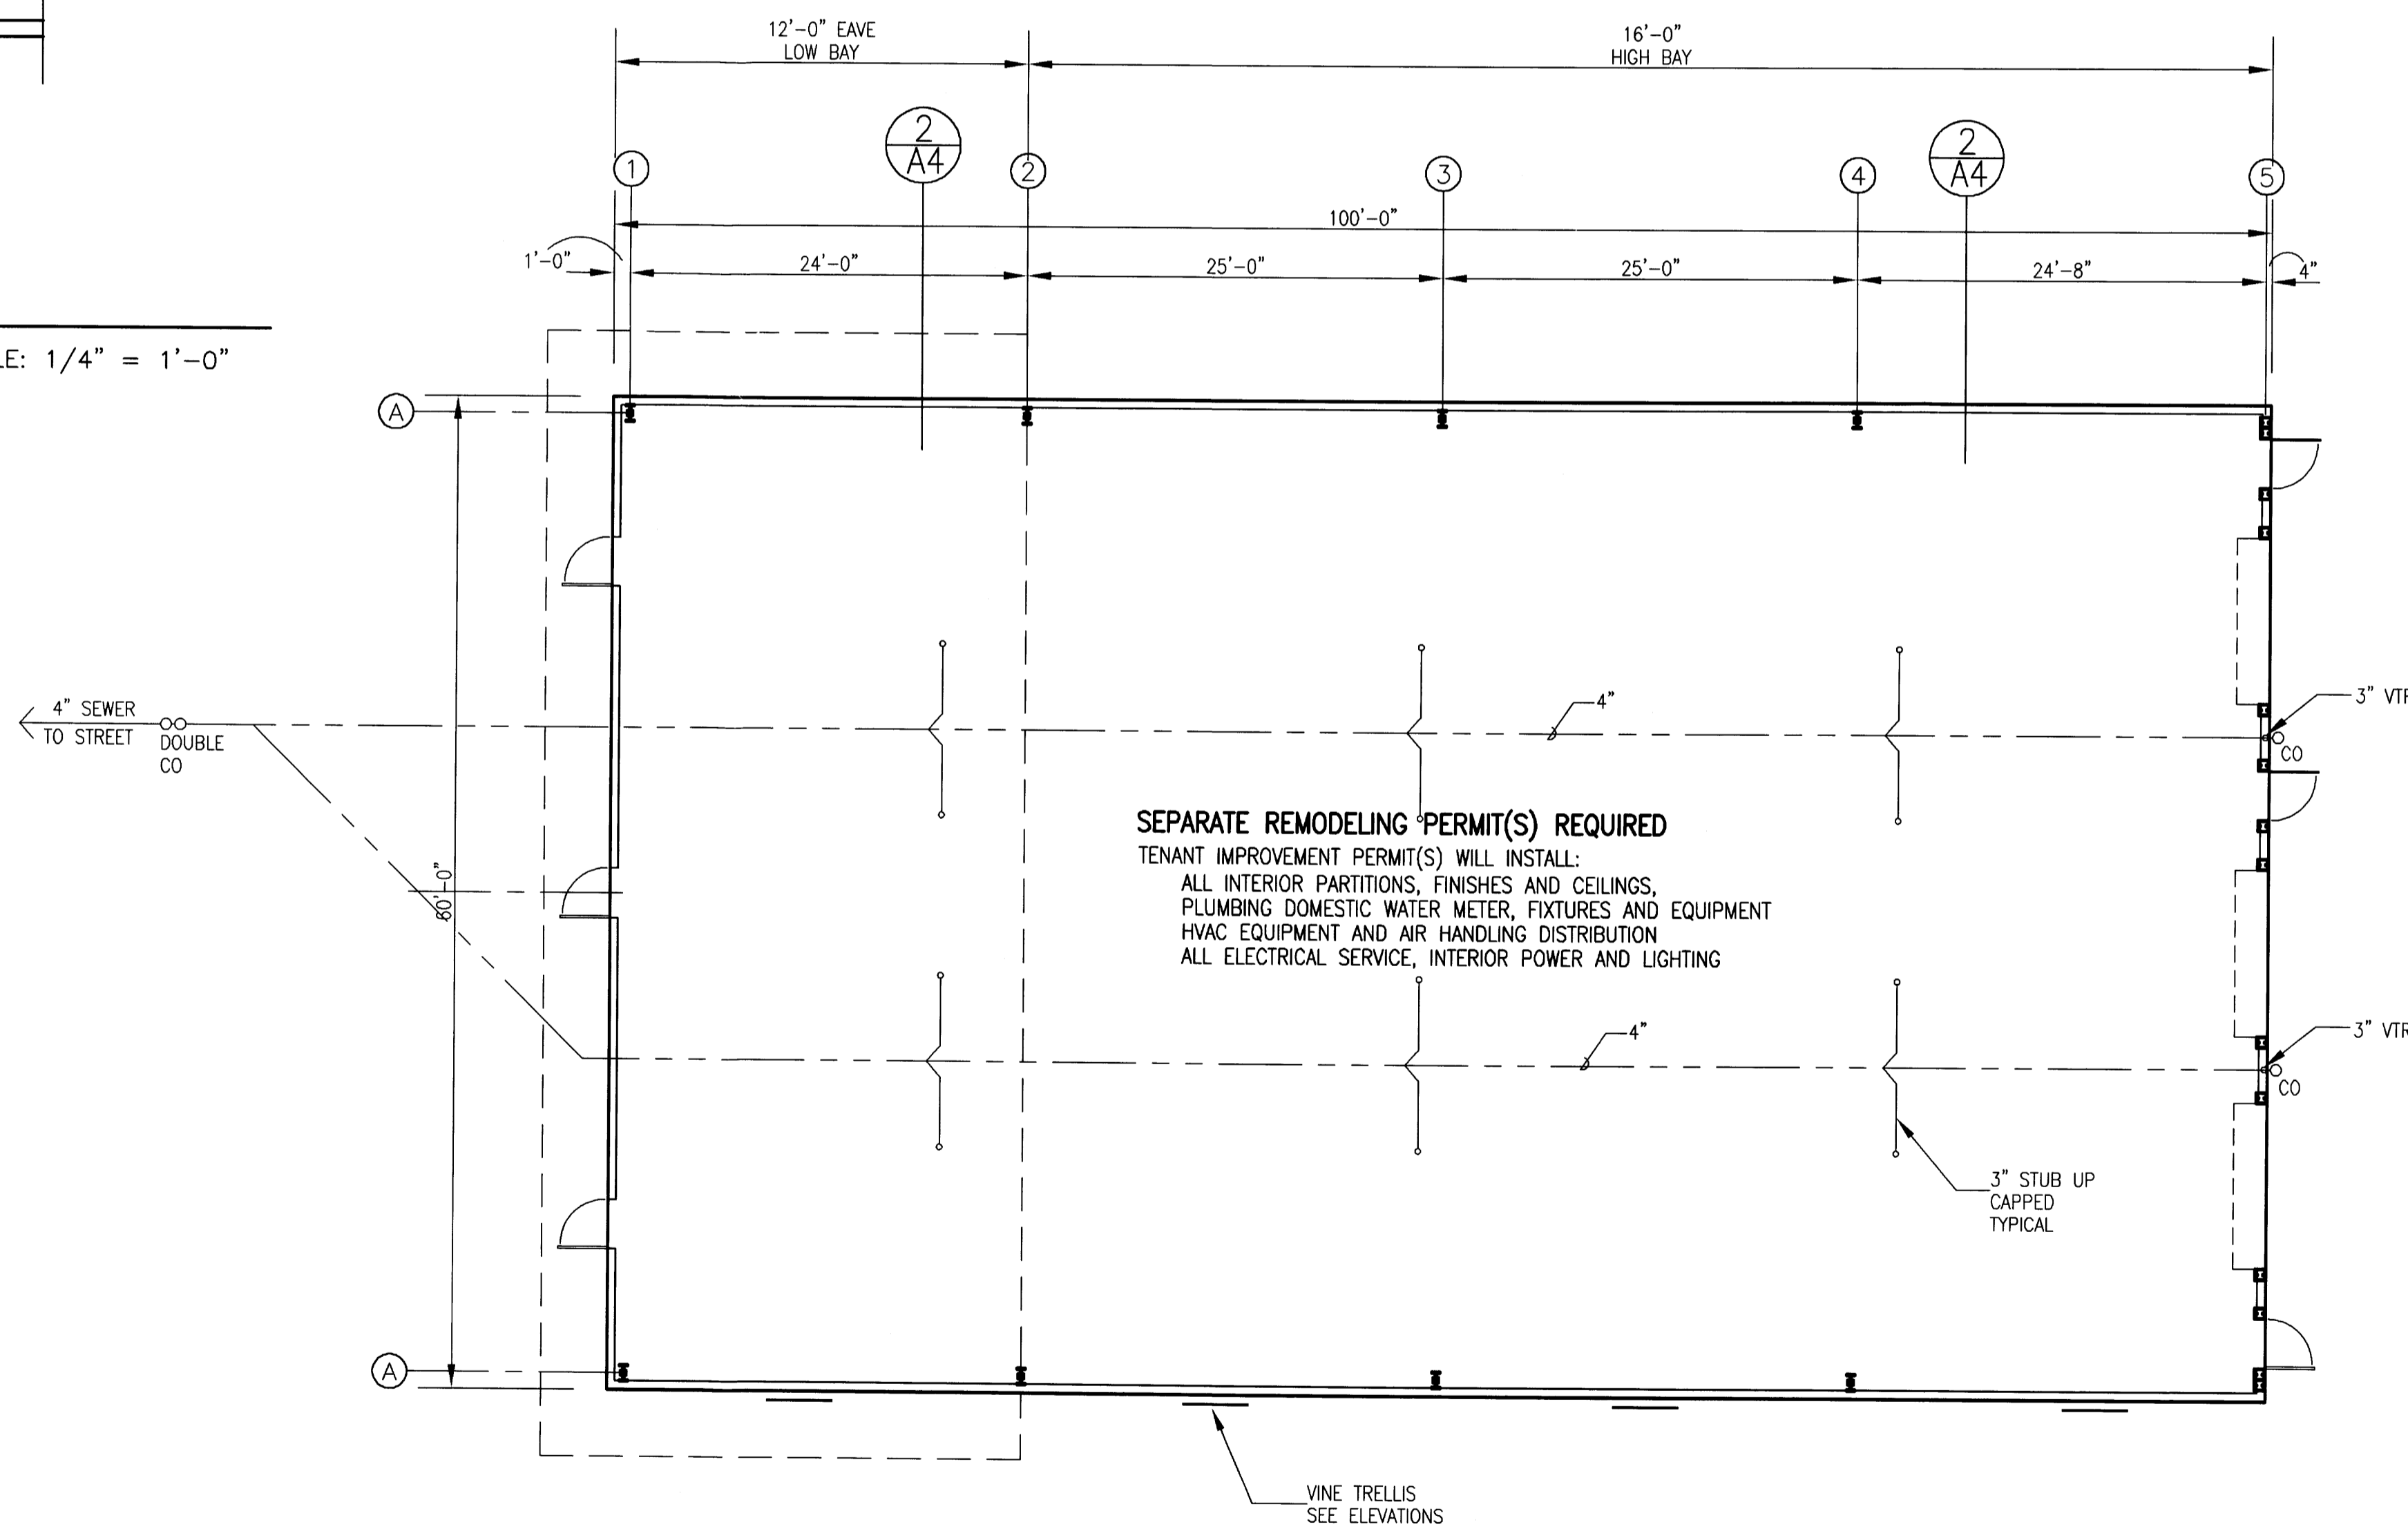 12'-0" EAVE
LOW BAY
16'-0"
HIGH BAY
2
A4
2
A4
1
2
3
4
5
100'-0"
1'-0"
24'-0"
25'-0"
25'-0"
24'-8"
4"
LE: 1/4" = 1'-0"
A
4" SEWER
TO STREET
DOUBLE
CO
4"
3" VTR
CO
SEPARATE REMODELING PERMIT(S) REQUIRED
TENANT IMPROVEMENT PERMIT(S) WILL INSTALL:
ALL INTERIOR PARTITIONS, FINISHES AND CEILINGS,
PLUMBING DOMESTIC WATER METER, FIXTURES AND EQUIPMENT
HVAC EQUIPMENT AND AIR HANDLING DISTRIBUTION
ALL ELECTRICAL SERVICE, INTERIOR POWER AND LIGHTING
60'-0"
4"
3" VTR
CO
3" STUB UP
CAPPED
TYPICAL
A
VINE TRELLIS
SEE ELEVATIONS